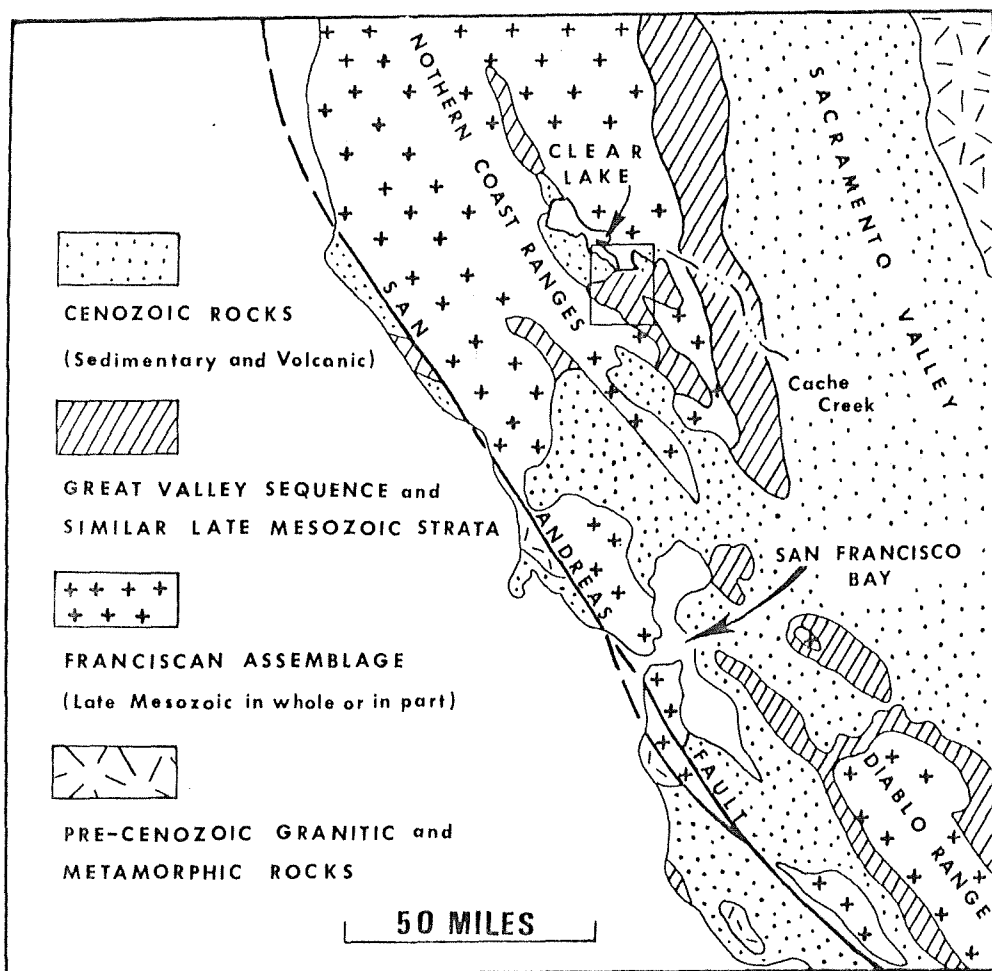 NOTHERN COAST RANGES
CLEAR
LAKE
SACRAMENTO VALLEY
Cache
Creek
SAN ANDREAS FAULT
SAN FRANCISCO
BAY
DIABLO RANGE
CENOZOIC ROCKS
(Sedimentary and Volcanic)
GREAT VALLEY SEQUENCE and
SIMILAR LATE MESOZOIC STRATA
FRANCISCAN ASSEMBLAGE
(Late Mesozoic in whole or in part)
PRE-CENOZOIC GRANITIC and
METAMORPHIC ROCKS
50 MILES